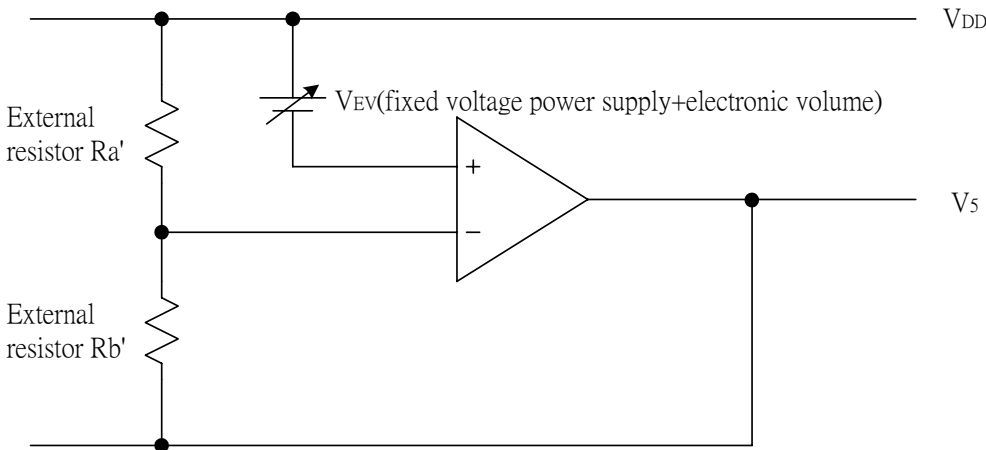 VDD
VEV(fixed voltage power supply+electronic volume)
External
resistor Ra'
+
V5
−
External
resistor Rb'